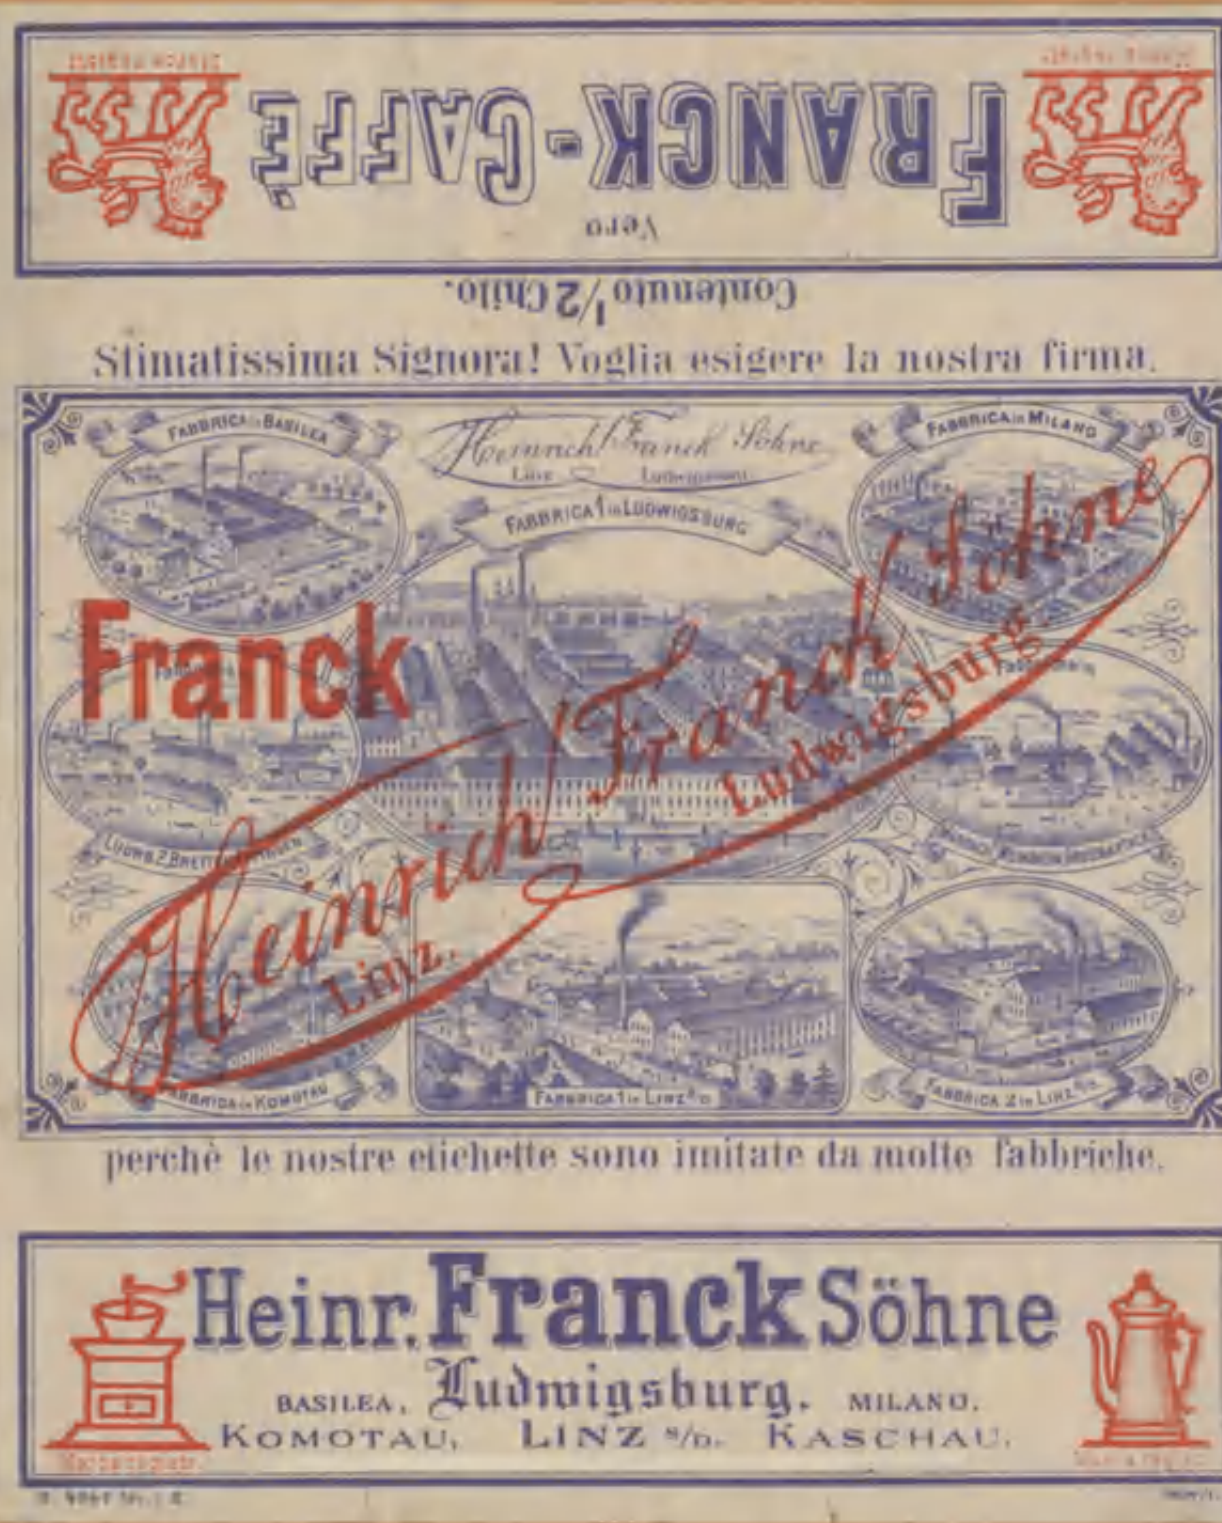 Vero
FRANCK-CAFFÈ
Contenuto 1/2 Chilo.
Stimatissima Signora! Voglia esigere la nostra firma.
FABBRICA in BASILEA
Heinrich Franck Söhne
Linz Ludwigsburg
FABBRICA in MILANO
FABBRICA 1 in LUDWIGSBURG
Franck
Heinrich Franck Söhne
Linz. Ludwigsburg.
FABBRICA in KOMOTAU
FABBRICA 1 in LINZ a/D.
FABBRICA 2 in LINZ a/D.
perchè le nostre etichette sono imitate da molte fabbriche.
Heinr. Franck Söhne
BASILEA, Ludwigsburg, MILANO,
KOMOTAU, LINZ a/D. KASCHAU.